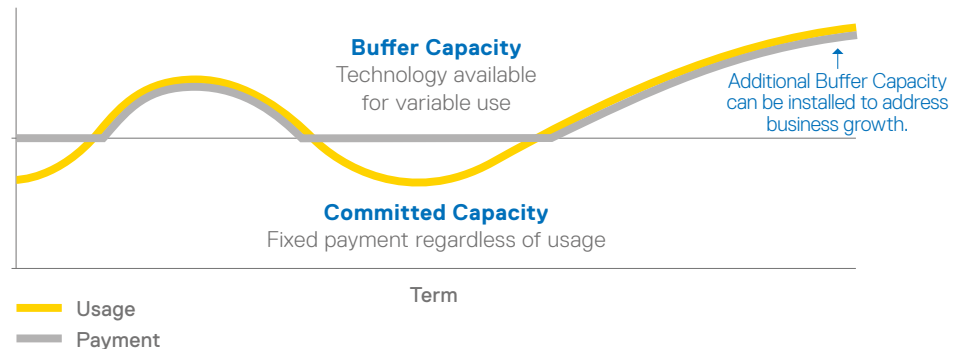 Buffer Capacity
Technology available
for variable use
Additional Buffer Capacity
can be installed to address
business growth.
Committed Capacity
Fixed payment regardless of usage
Term
Usage
Payment